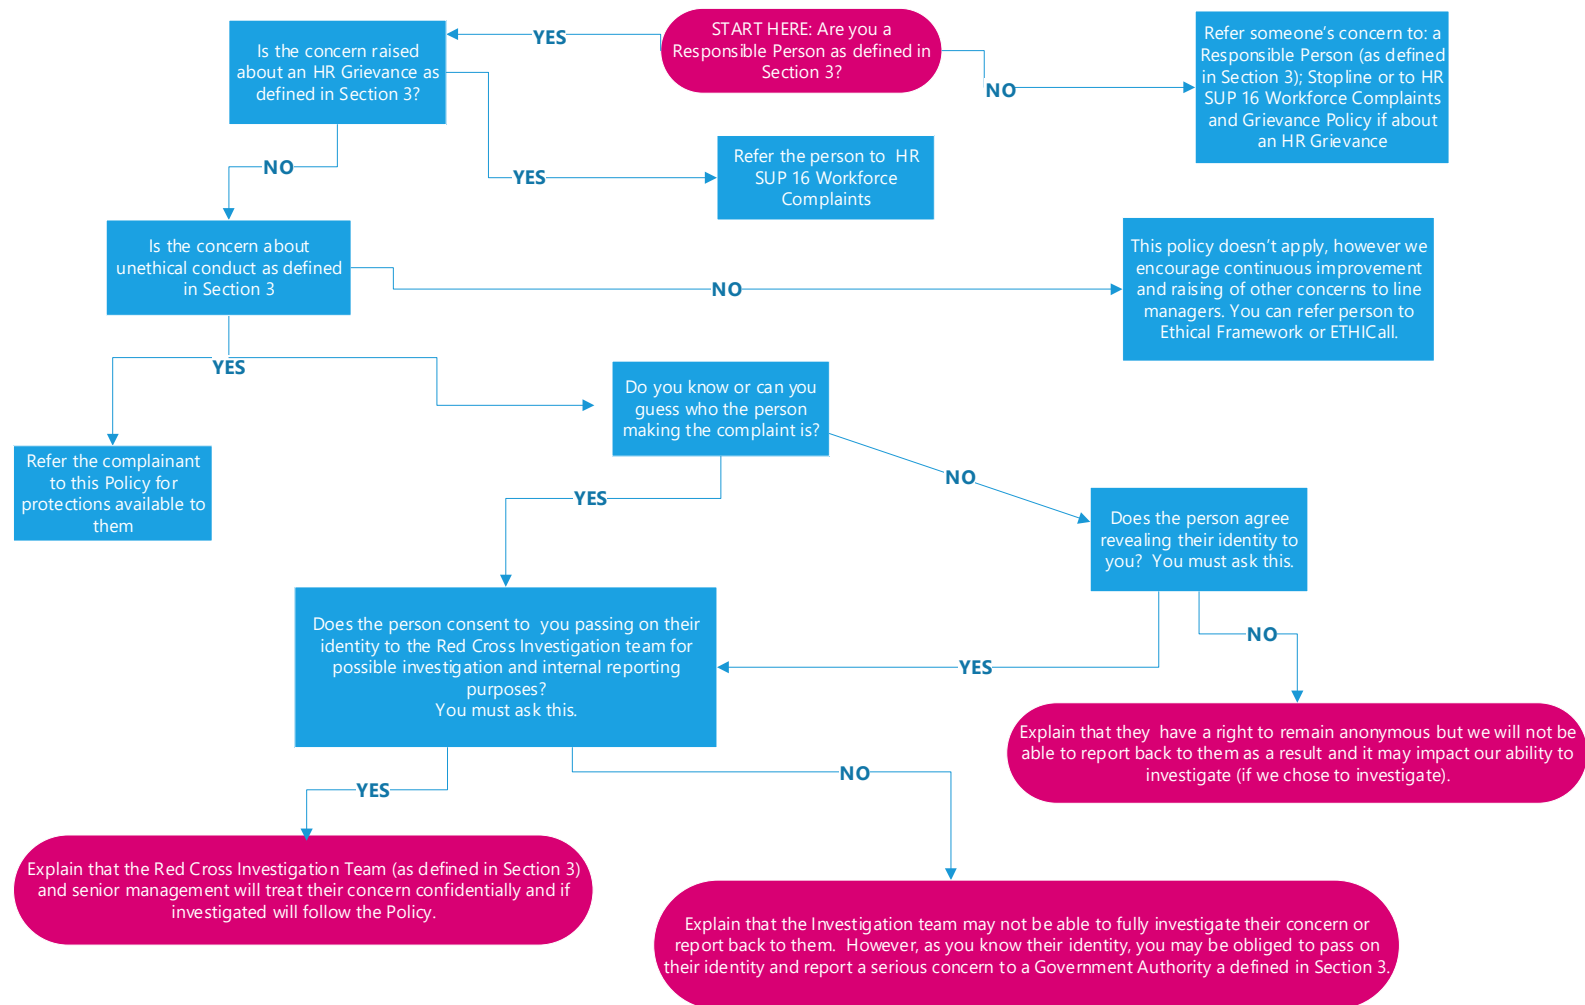 START HERE: Are you a
Responsible Person as defined in
Section 3?
YES
NO
Is the concern raised
about an HR Grievance as
defined in Section 3?
Refer someone's concern to: a
Responsible Person (as defined
in Section 3); Stopline or to HR
SUP 16 Workforce Complaints
and Grievance Policy if about
an HR Grievance
NO
YES
Refer the person to HR
SUP 16 Workforce
Complaints
Is the concern about
unethical conduct as defined
in Section 3
NO
This policy doesn't apply, however we
encourage continuous improvement
and raising of other concerns to line
managers. You can refer person to
Ethical Framework or ETHICall.
YES
Refer the complainant
to this Policy for
protections available to
them
Do you know or can you
guess who the person
making the complaint is?
YES
NO
Does the person agree
revealing their identity to
you? You must ask this.
Does the person consent to you passing on their
identity to the Red Cross Investigation team for
possible investigation and internal reporting
purposes?
You must ask this.
YES
NO
Explain that they have a right to remain anonymous but we will not be
able to report back to them as a result and it may impact our ability to
investigate (if we chose to investigate).
YES
NO
Explain that the Red Cross Investigation Team (as defined in Section 3)
and senior management will treat their concern confidentially and if
investigated will follow the Policy.
Explain that the Investigation team may not be able to fully investigate their concern or
report back to them. However, as you know their identity, you may be obliged to pass on
their identity and report a serious concern to a Government Authority a defined in Section 3.